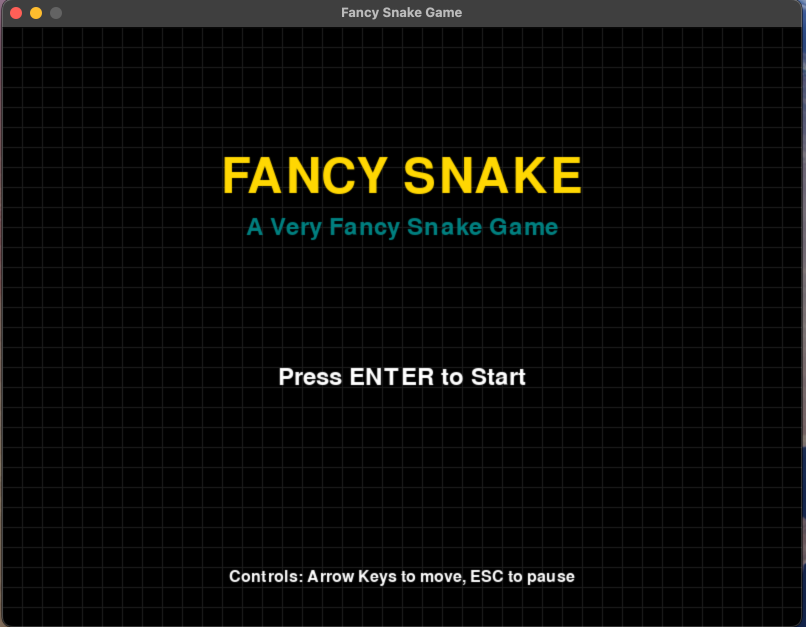 Fancy Snake Game
FANCY SNAKE
A Very Fancy Snake Game
Press ENTER to Start
Controls: Arrow Keys to move, ESC to pause